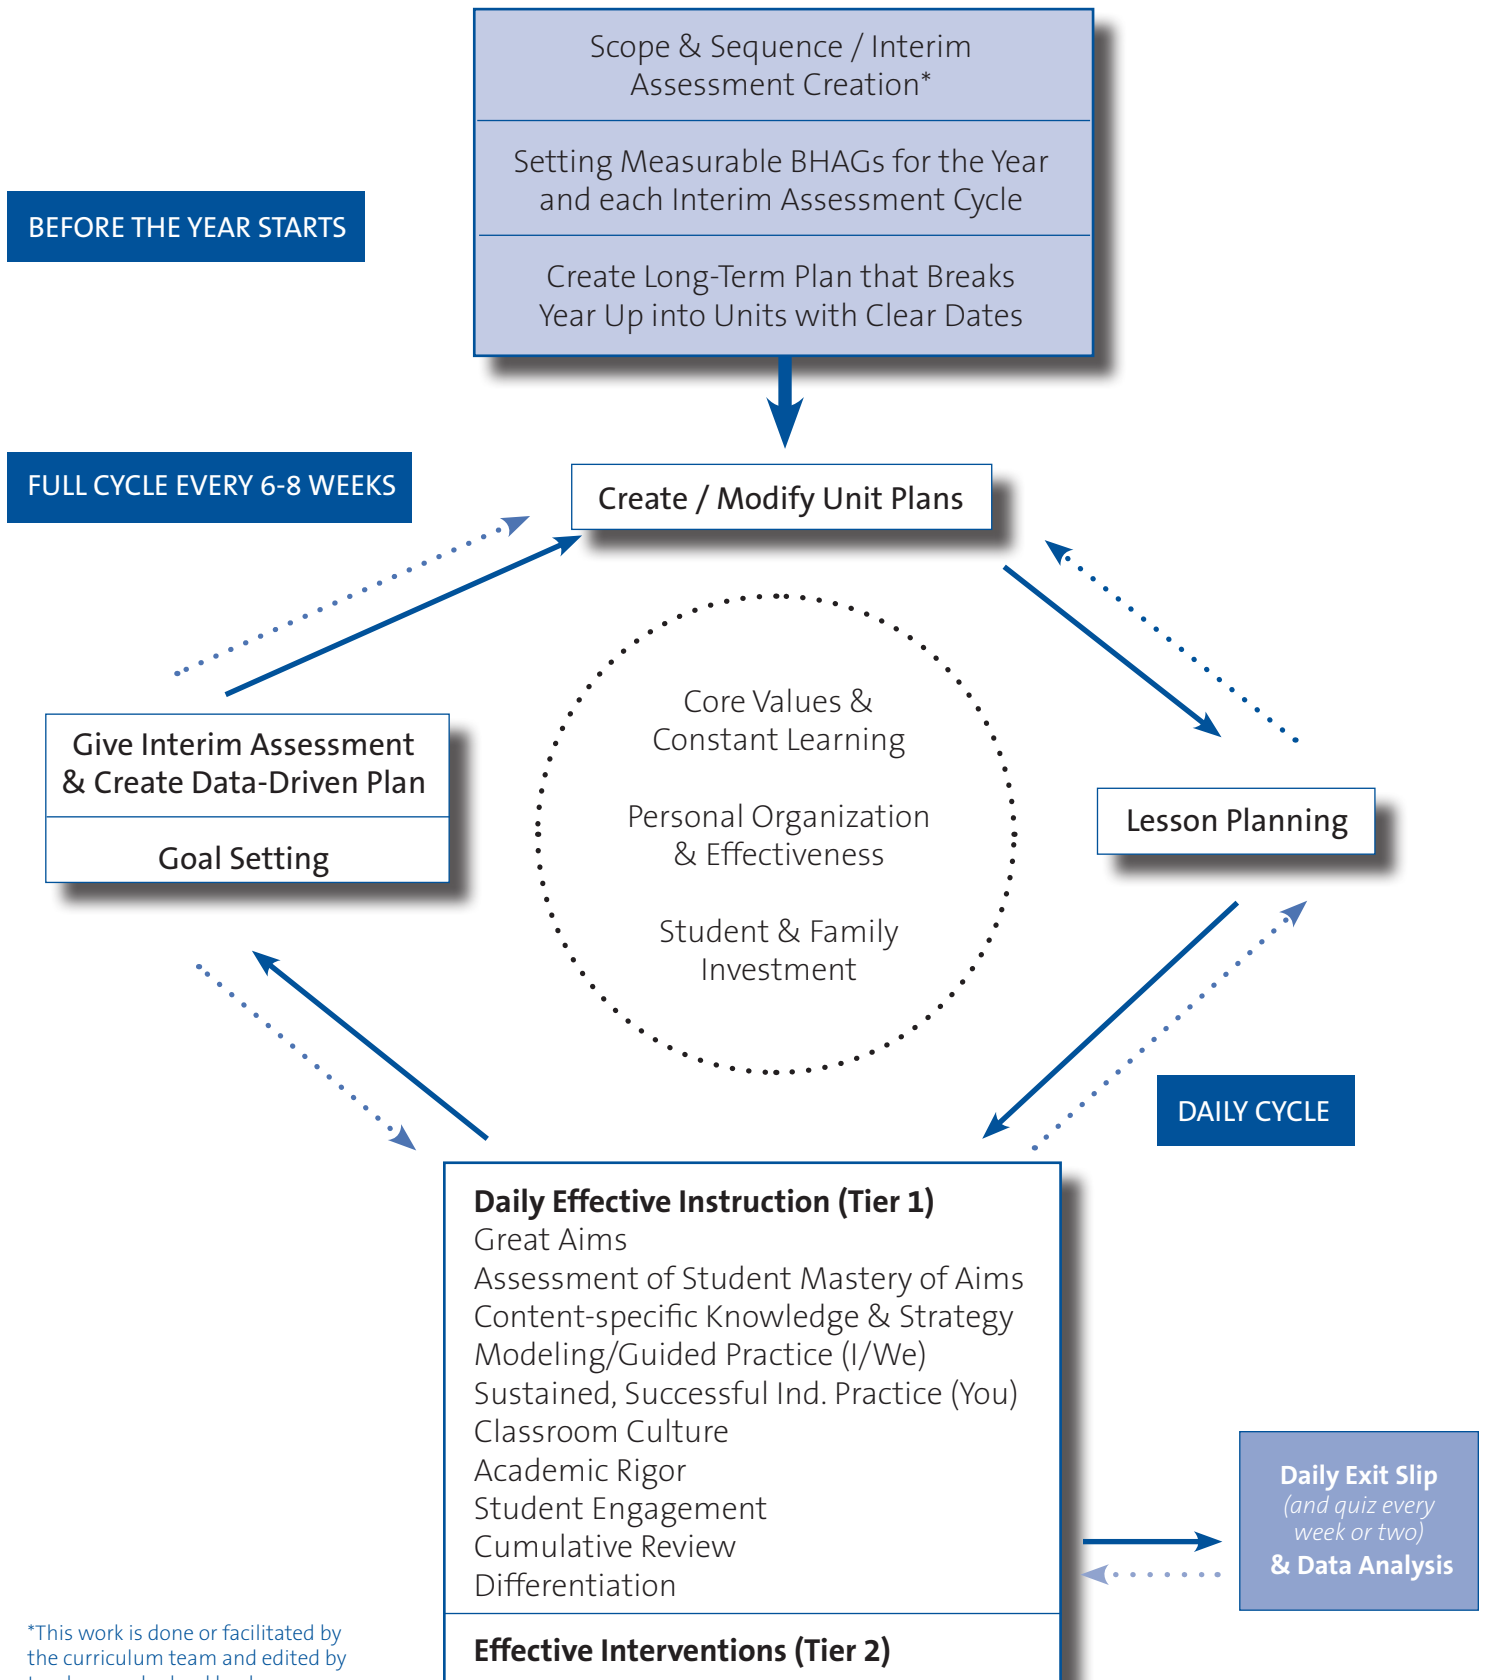 Scope & Sequence / Interim
Assessment Creation*
Setting Measurable BHAGs for the Year
and each Interim Assessment Cycle
Create Long-Term Plan that Breaks
Year Up into Units with Clear Dates
BEFORE THE YEAR STARTS
FULL CYCLE EVERY 6-8 WEEKS
Create / Modify Unit Plans
Give Interim Assessment
& Create Data-Driven Plan
Goal Setting
Core Values &
Constant Learning
Personal Organization
& Effectiveness
Student & Family
Investment
Lesson Planning
DAILY CYCLE
Daily Effective Instruction (Tier 1)
Great Aims
Assessment of Student Mastery of Aims
Content-specific Knowledge & Strategy
Modeling/Guided Practice (I/We)
Sustained, Successful Ind. Practice (You)
Classroom Culture
Academic Rigor
Student Engagement
Cumulative Review
Differentiation
Effective Interventions (Tier 2)
Daily Exit Slip
(and quiz every
week or two)
& Data Analysis
*This work is done or facilitated by
the curriculum team and edited by